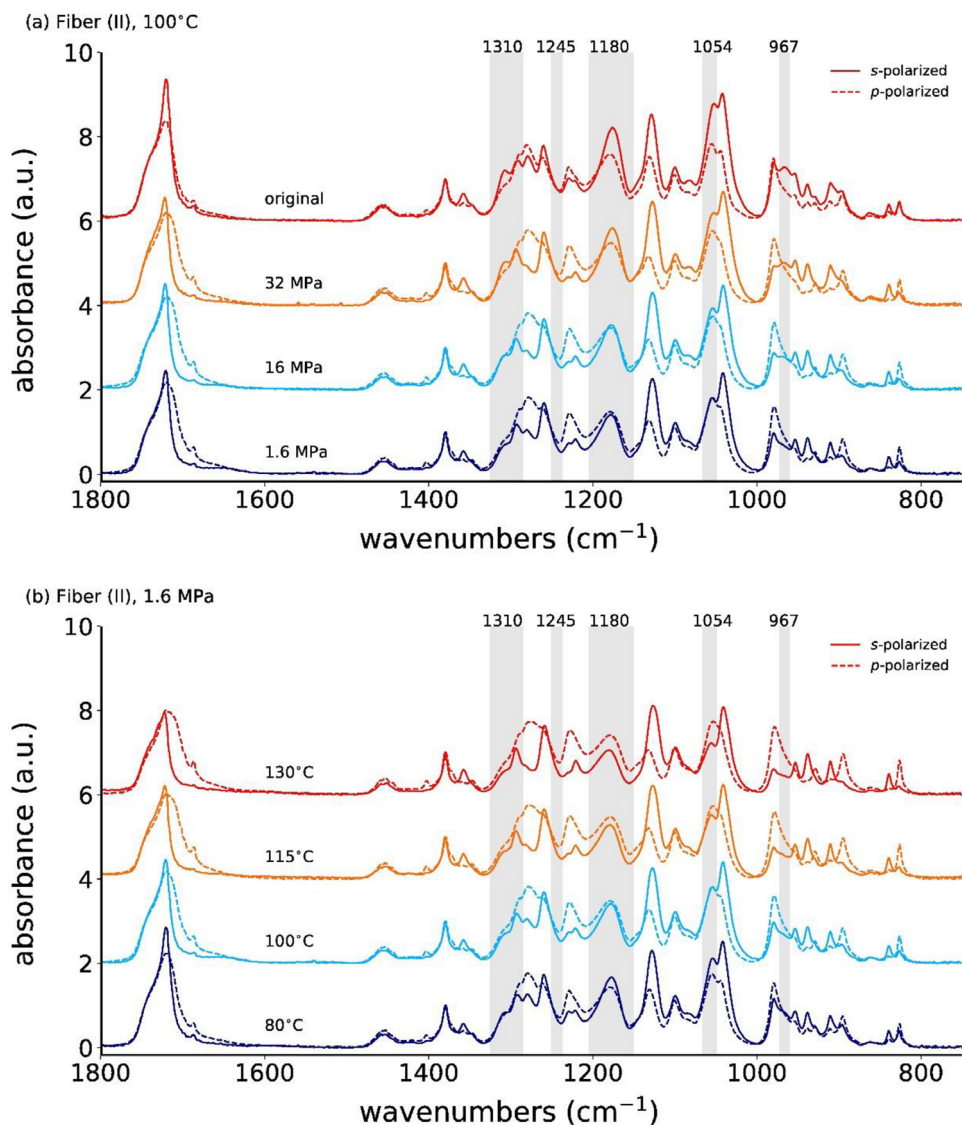 (a) Fiber (II), 100°C
1310 1245 1180 1054 967
10
8
6
4
2
0
absorbance (a.u.)
s-polarized
p-polarized
original
32 MPa
16 MPa
1.6 MPa
1800 1600 1400 1200 1000 800
wavenumbers (cm⁻¹)
(b) Fiber (II), 1.6 MPa
1310 1245 1180 1054 967
10
8
6
4
2
0
absorbance (a.u.)
s-polarized
p-polarized
130°C
115°C
100°C
80°C
1800 1600 1400 1200 1000 800
wavenumbers (cm⁻¹)